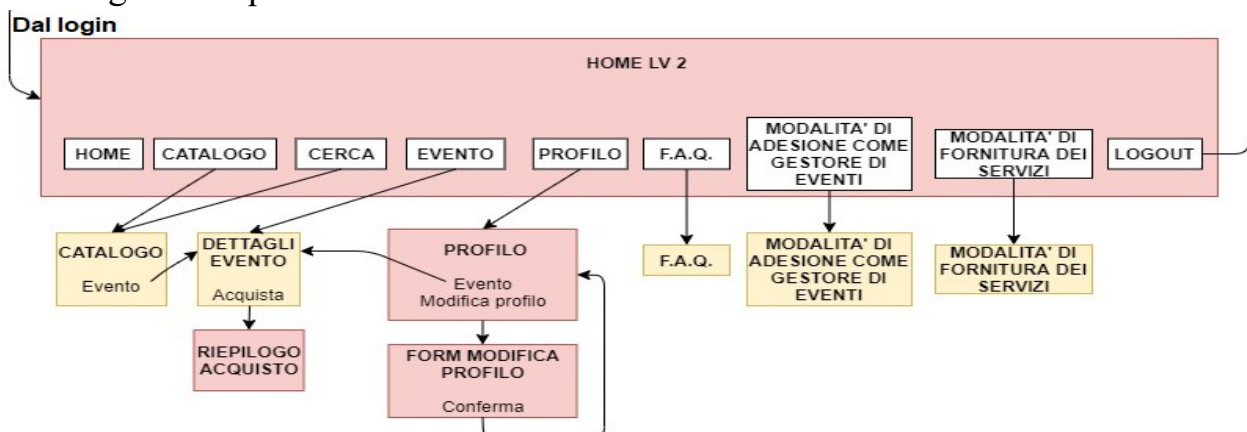 Dal login
HOME LV 2
HOME
CATALOGO
CERCA
EVENTO
PROFILO
F.A.Q.
MODALITA' DI
ADESIONE COME
GESTORE DI
EVENTI
MODALITA' DI
FORNITURA DEI
SERVIZI
LOGOUT
CATALOGO
Evento
DETTAGLI
EVENTO
Acquista
PROFILO
Evento
Modifica profilo
F.A.Q.
MODALITA' DI
ADESIONE COME
GESTORE DI
EVENTI
MODALITA' DI
FORNITURA DEI
SERVIZI
RIEPILOGO
ACQUISTO
FORM MODIFICA
PROFILO
Conferma